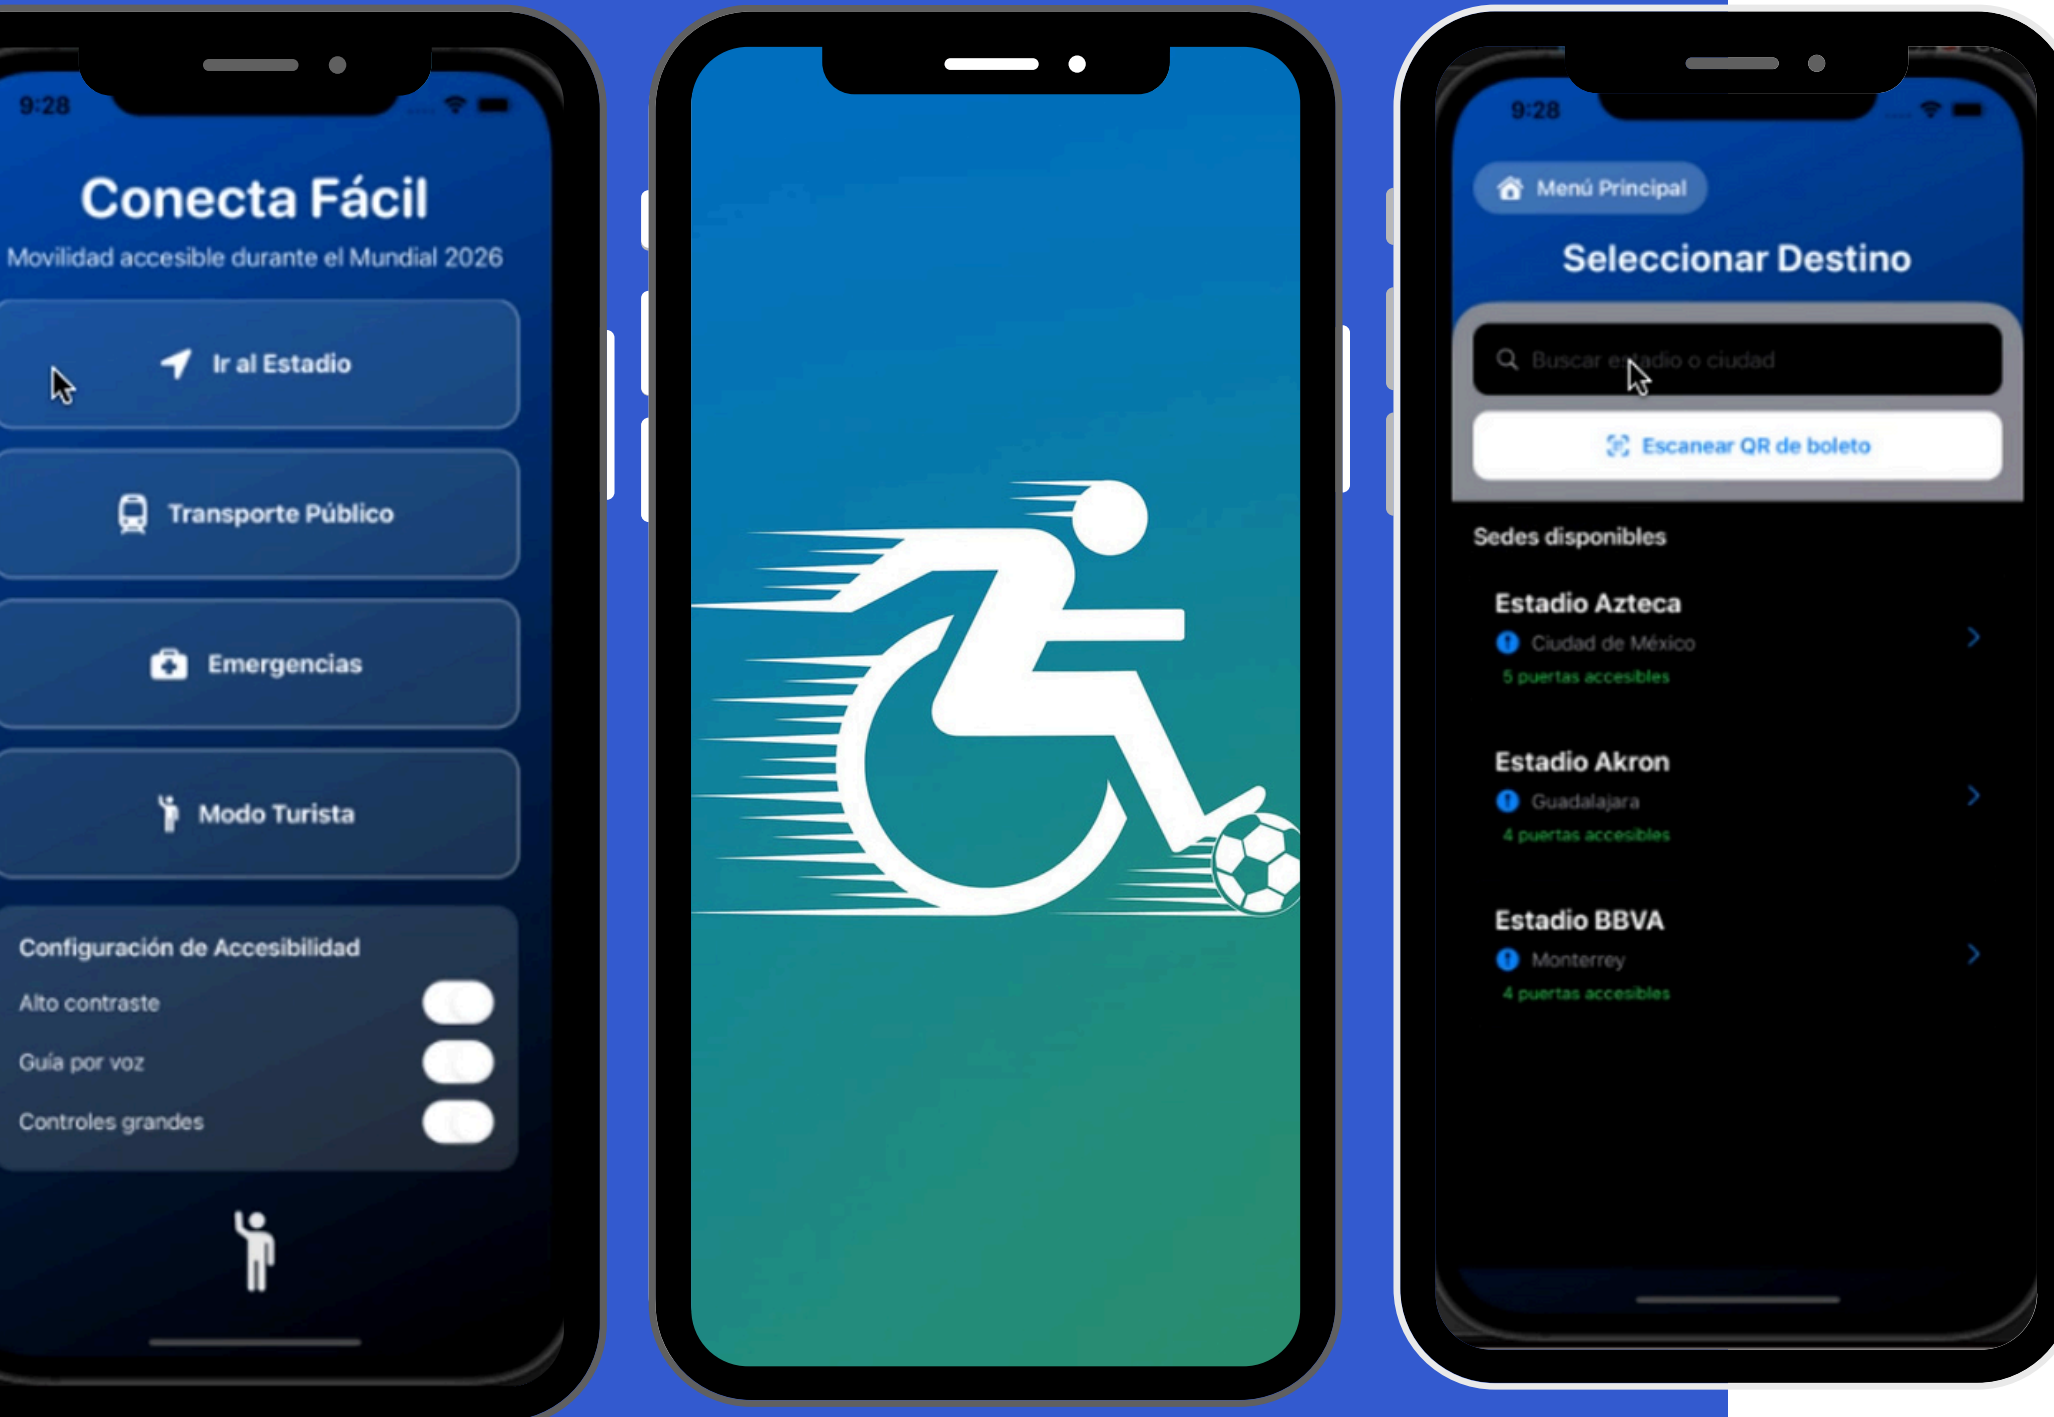 9:28
Conecta Fácil
Movilidad accesible durante el Mundial 2026
Ir al Estadio
Transporte Público
Emergencias
Modo Turista
Configuración de Accesibilidad
Alto contraste
Guía por voz
Controles grandes
9:28
Menú Principal
Seleccionar Destino
Buscar estadio o ciudad
Escanear QR de boleto
Sedes disponibles
Estadio Azteca
Ciudad de México
5 puertas accesibles
Estadio Akron
Guadalajara
4 puertas accesibles
Estadio BBVA
Monterrey
4 puertas accesibles